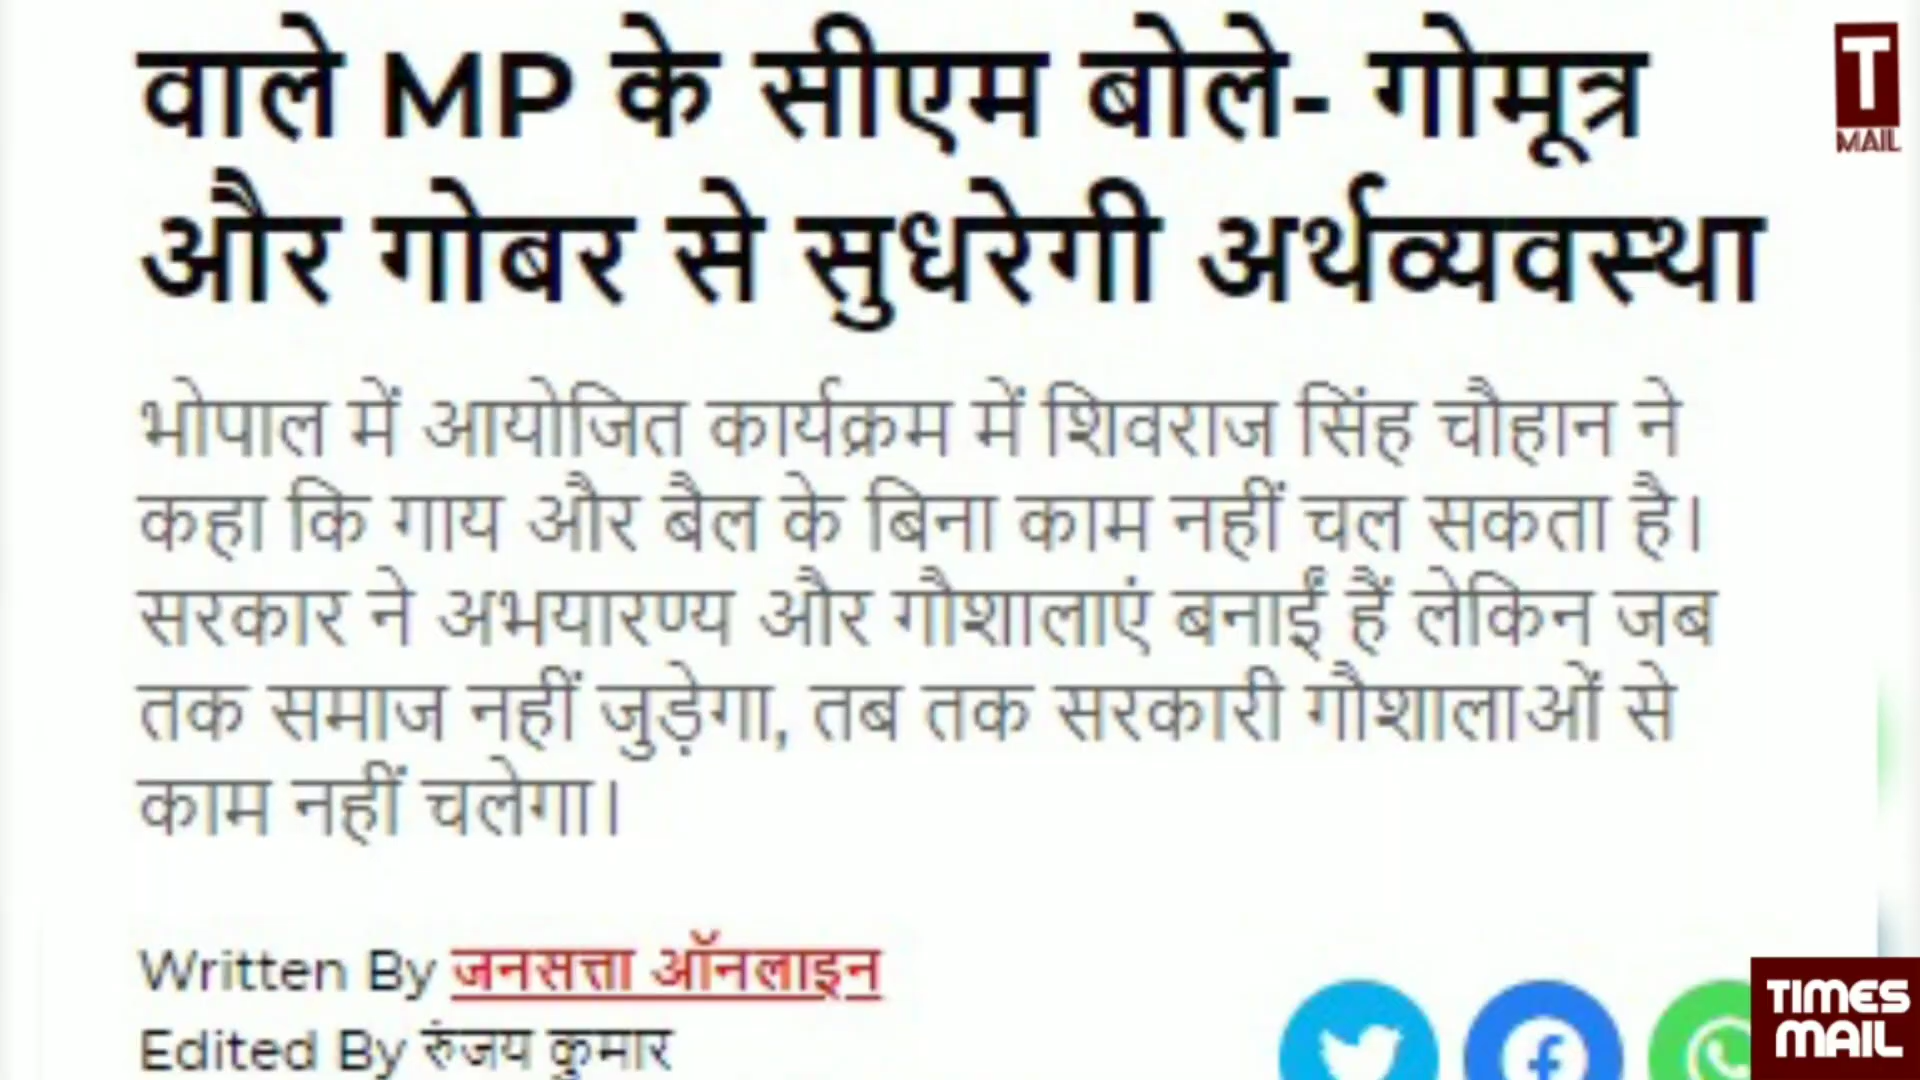 वाले MP के सीएम बोले- गोमूत्र
और गोबर से सुधरेगी अर्थव्यवस्था
भोपाल में आयोजित कार्यक्रम में शिवराज सिंह चौहान ने
कहा कि गाय और बैल के बिना काम नहीं चल सकता है।
सरकार ने अभयारण्य और गौशालाएं बनाईं हैं लेकिन जब
तक समाज नहीं जुड़ेगा, तब तक सरकारी गौशालाओं से
काम नहीं चलेगा।
Written By जनसत्ता ऑनलाइन
Edited By रुंजय कुमार
T
MAIL
TIMES
MAIL